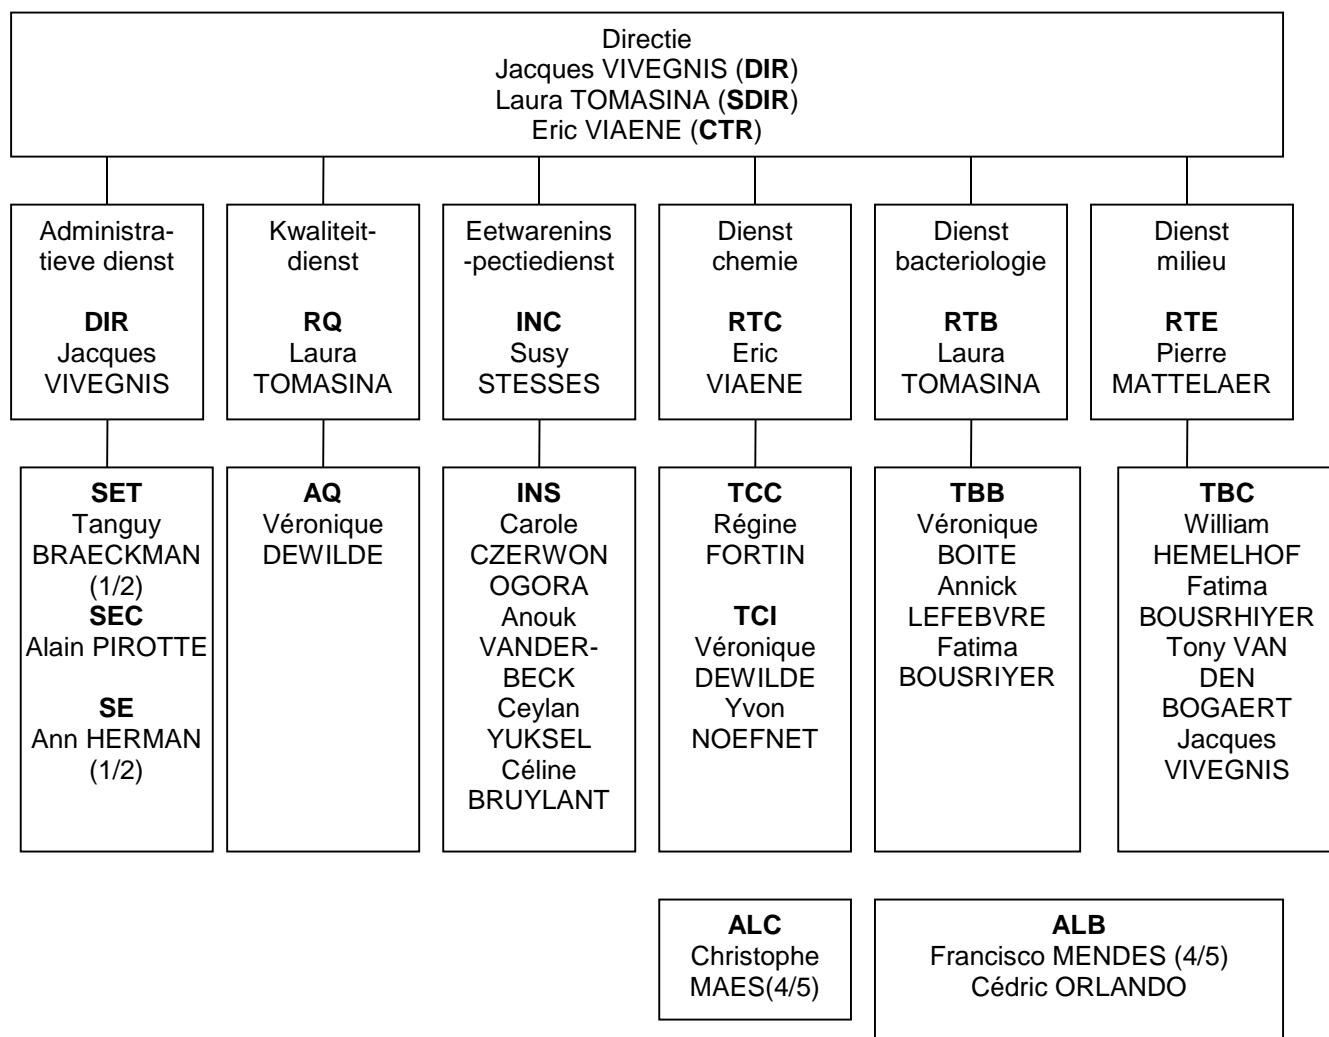 Directie
Jacques VIVEGNIS (DIR)
Laura TOMASINA (SDIR)
Eric VIAENE (CTR)
Administra-
tieve dienst
DIR
Jacques
VIVEGNIS
Kwaliteit-
dienst
RQ
Laura
TOMASINA
Eetwarenins
-pectiedienst
INC
Susy
STESSES
Dienst
chemie
RTC
Eric
VIAENE
Dienst
bacteriologie
RTB
Laura
TOMASINA
Dienst
milieu
RTE
Pierre
MATTELAER
SET
Tanguy
BRAECKMAN
(1/2)
SEC
Alain PIROTTE
SE
Ann HERMAN
(1/2)
AQ
Véronique
DEWILDE
INS
Carole
CZERWON
OGORA
Anouk
VANDER-
BECK
Ceylan
YUKSEL
Céline
BRUYLANT
TCC
Régine
FORTIN
TCI
Véronique
DEWILDE
Yvon
NOEFNET
TBB
Véronique
BOITE
Annick
LEFEBVRE
Fatima
BOUSRIYER
TBC
William
HEMELHOF
Fatima
BOUSRHIYER
Tony VAN
DEN
BOGAERT
Jacques
VIVEGNIS
ALC
Christophe
MAES(4/5)
ALB
Francisco MENDES (4/5)
Cédric ORLANDO